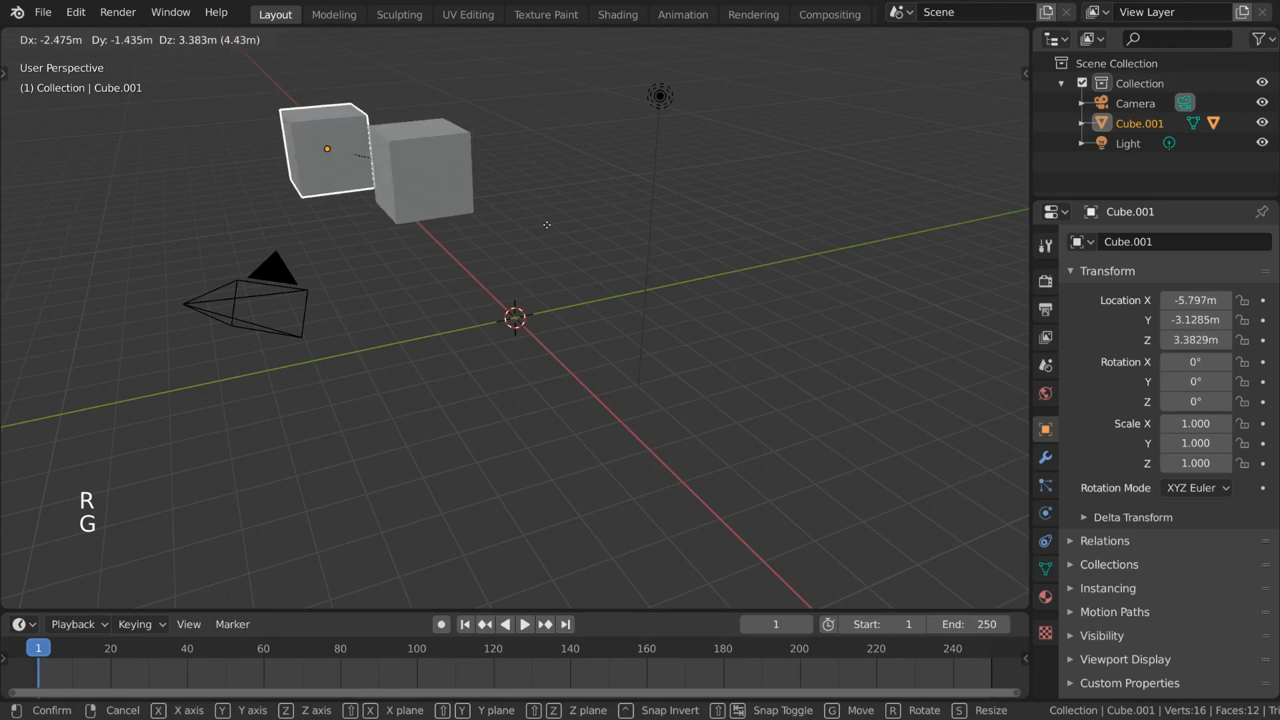 File Edit Render Window Help Layout Modeling Sculpting UV Editing Texture Paint Shading Animation Rendering Compositing Scene View Layer
Dx: -2.475m Dy: -1.435m Dz: 3.383m (4.43m)
User Perspective
(1) Collection | Cube.001
R
G
Scene Collection
Collection
Camera
Cube.001
Light
Cube.001
Cube.001
Transform
Location X -5.797m
Y -3.1285m
Z 3.3829m
Rotation X 0°
Y 0°
Z 0°
Scale X 1.000
Y 1.000
Z 1.000
Rotation Mode XYZ Euler
Delta Transform
Relations
Collections
Instancing
Motion Paths
Visibility
Viewport Display
Custom Properties
Playback Keying View Marker 1 Start: 1 End: 250
1 20 40 60 80 100 120 140 160 180 200 220 240
Confirm Cancel X X axis Y Y axis Z Z axis X X plane Y Y plane Z Z plane Snap Invert Snap Toggle G Move R Rotate S Resize Collection | Cube.001 | Verts:16 | Faces:12 | Tr